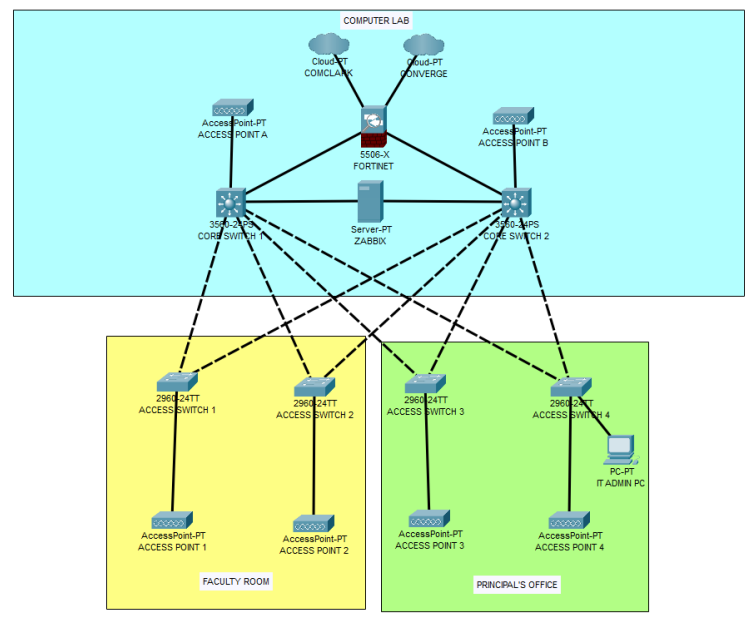 COMPUTER LAB
Cloud-PT
COMCLARK
Cloud-PT
CONVERGE
AccessPoint-PT
ACCESS POINT A
AccessPoint-PT
ACCESS POINT B
5506-X
FORTINET
3560-24PS
CORE SWITCH 1
Server-PT
ZABBIX
3560-24PS
CORE SWITCH 2
2960-24TT
ACCESS SWITCH 1
2960-24TT
ACCESS SWITCH 2
2960-24TT
ACCESS SWITCH 3
2960-24TT
ACCESS SWITCH 4
PC-PT
IT ADMIN PC
AccessPoint-PT
ACCESS POINT 1
AccessPoint-PT
ACCESS POINT 2
AccessPoint-PT
ACCESS POINT 3
AccessPoint-PT
ACCESS POINT 4
FACULTY ROOM
PRINCIPAL'S OFFICE